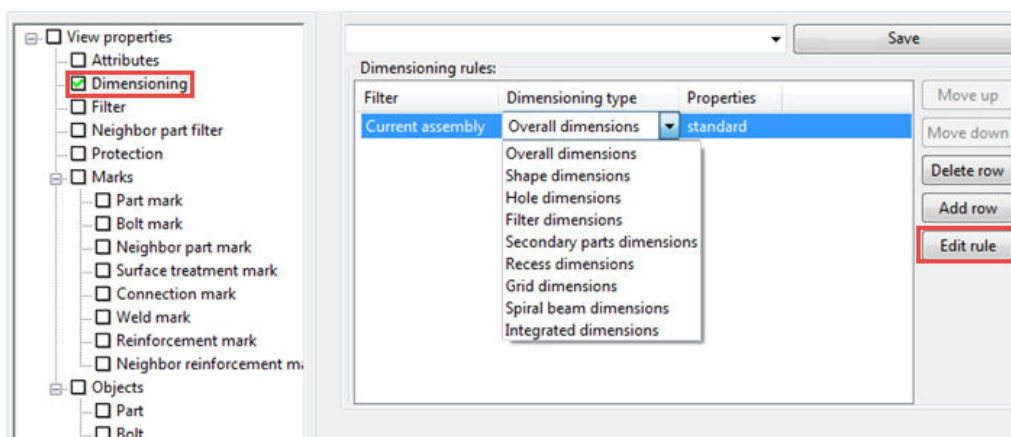 View properties
Attributes
Dimensioning
Filter
Neighbor part filter
Protection
Marks
Part mark
Bolt mark
Neighbor part mark
Surface treatment mark
Connection mark
Weld mark
Reinforcement mark
Neighbor reinforcement ma
Objects
Part
Bolt
Save
Dimensioning rules:
Filter Dimensioning type Properties
Current assembly Overall dimensions standard
Overall dimensions
Shape dimensions
Hole dimensions
Filter dimensions
Secondary parts dimensions
Recess dimensions
Grid dimensions
Spiral beam dimensions
Integrated dimensions
Move up
Move down
Delete row
Add row
Edit rule